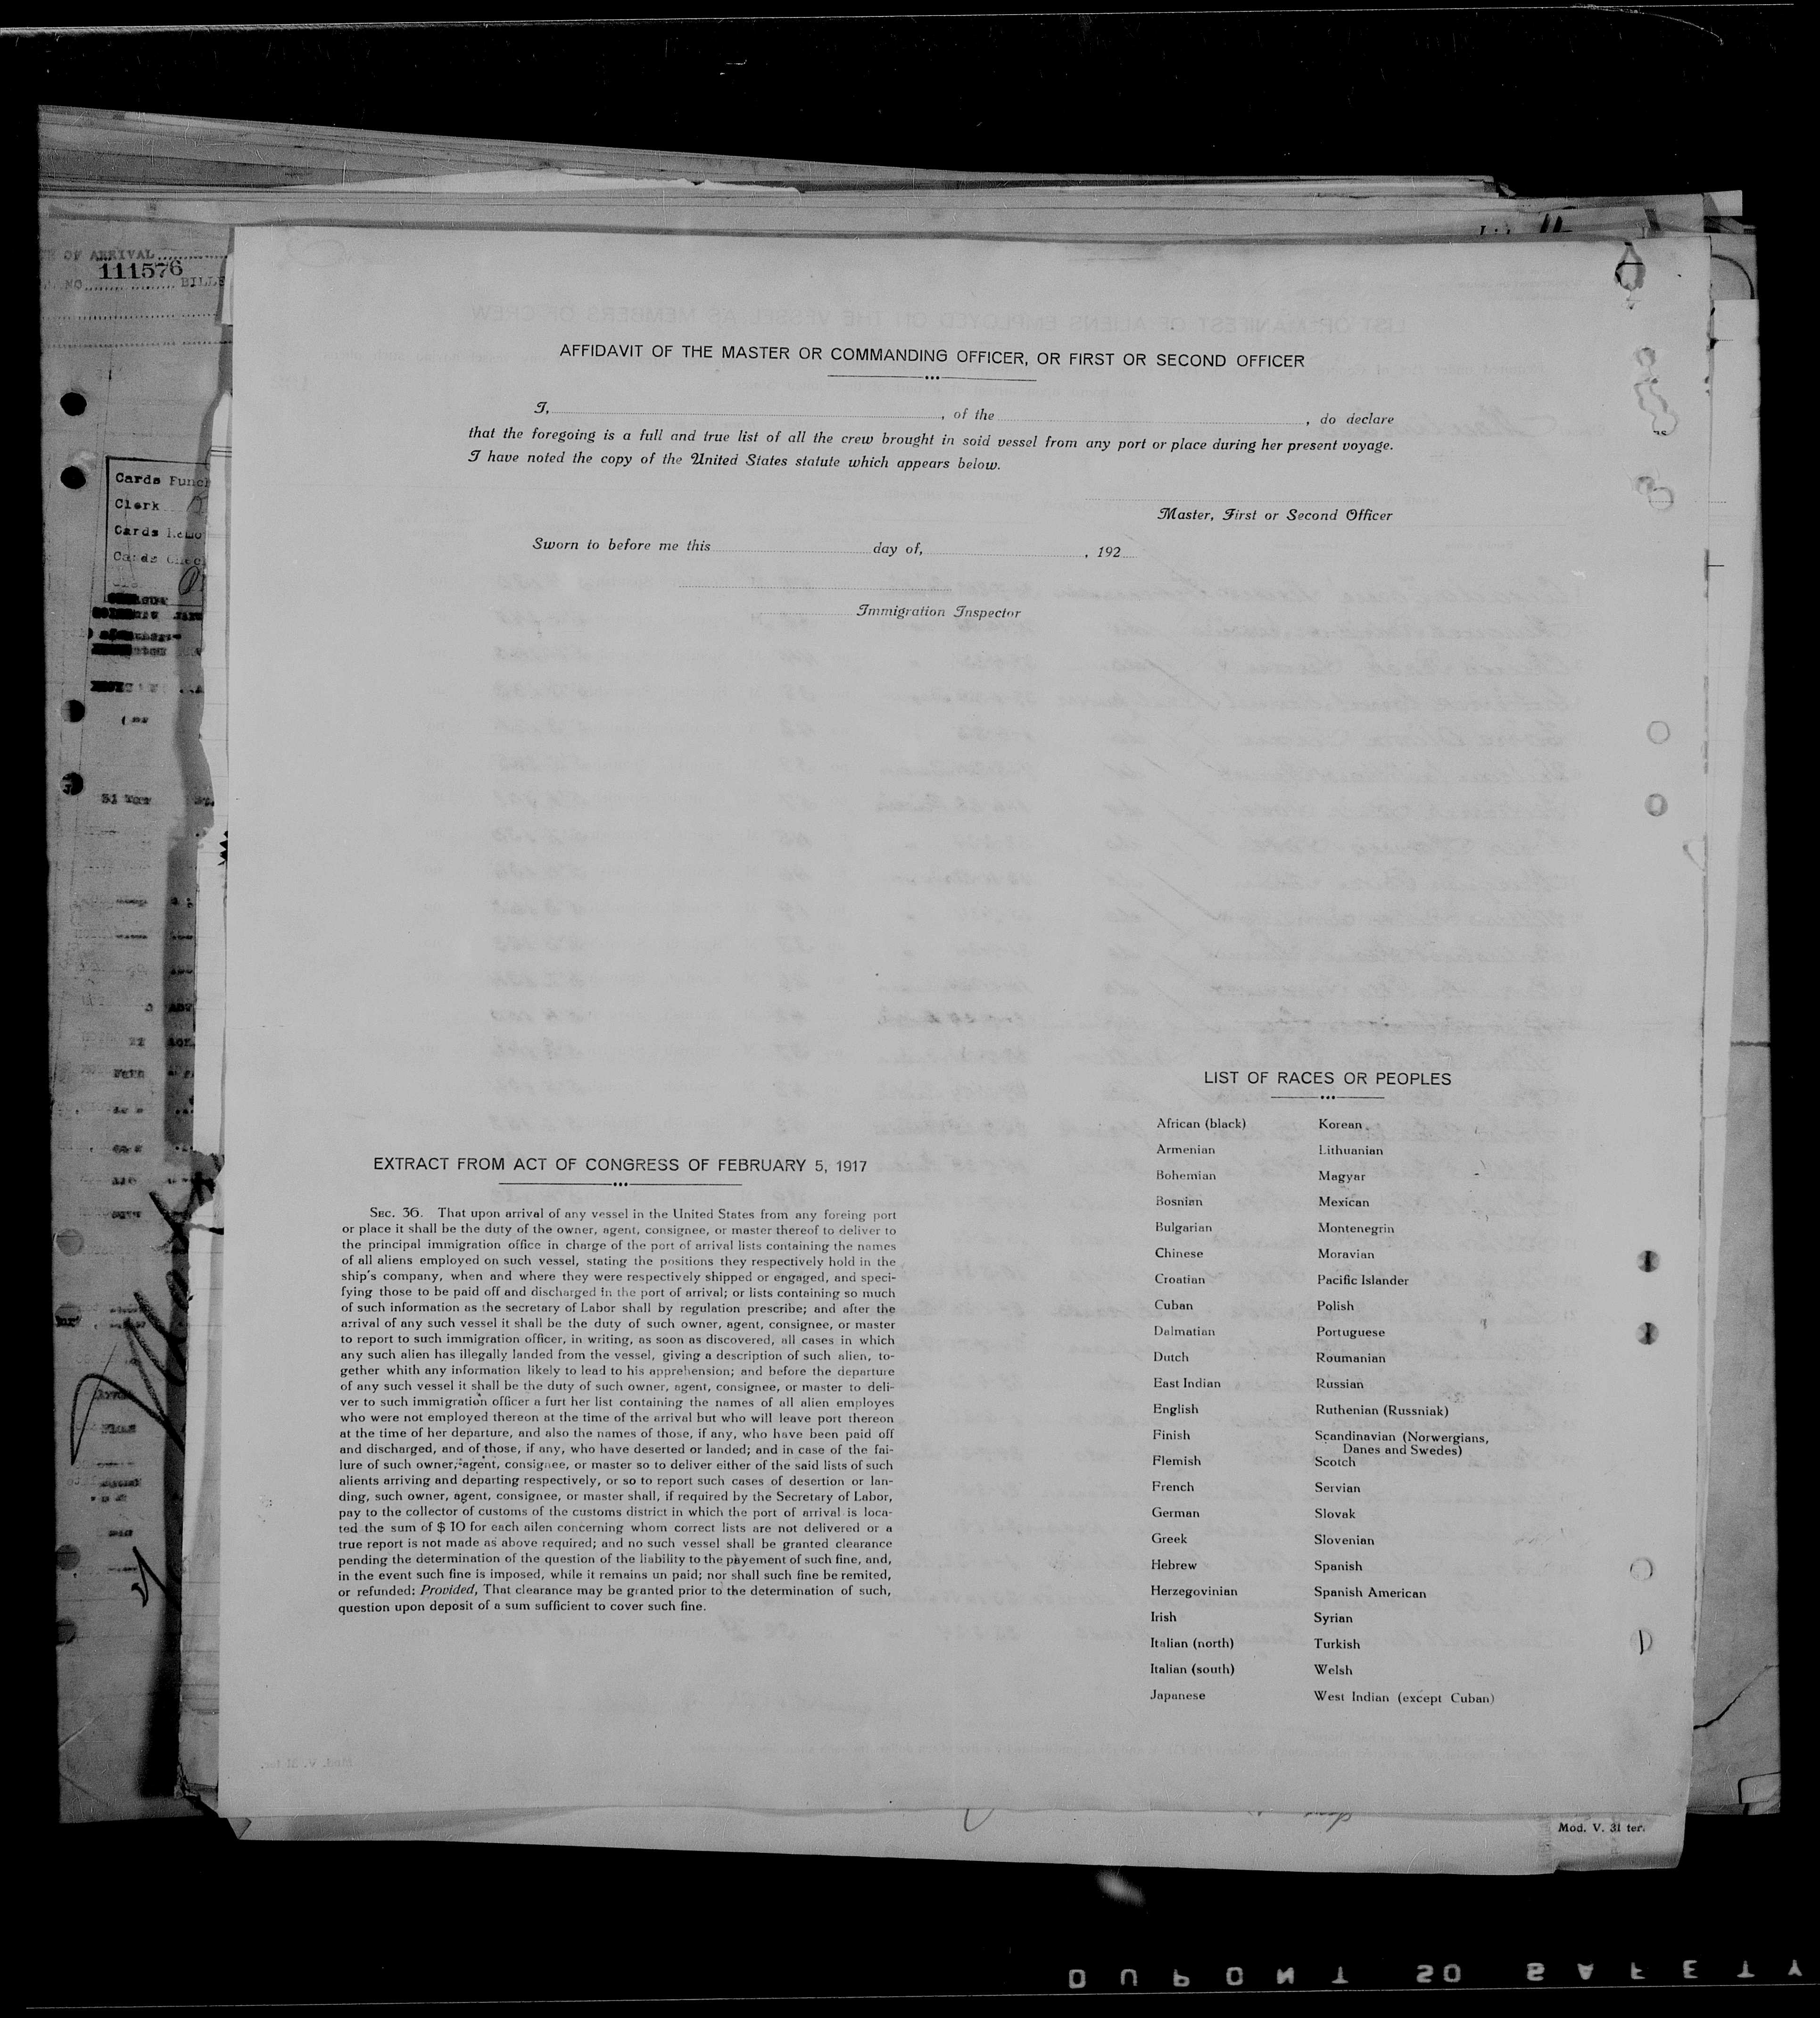 OF ARRIVAL
111576
NO. BILLS
Cards Punc
Clerk
Cards
Cards Chec
AFFIDAVIT OF THE MASTER OR COMMANDING OFFICER, OR FIRST OR SECOND OFFICER
I, , of the , do declare
that the foregoing is a full and true list of all the crew brought in soid vessel from any port or place during her present voyage.
I have noted the copy of the United States statute which appears below.
Master, First or Second Officer
Sworn to before me this day of, , 192
Immigration Inspector
EXTRACT FROM ACT OF CONGRESS OF FEBRUARY 5, 1917
SEC. 36. That upon arrival of any vessel in the United States from any foreing port
or place it shall be the duty of the owner, agent, consignee, or master thereof to deliver to
the principal immigration office in charge of the port of arrival lists containing the names
of all aliens employed on such vessel, stating the positions they respectively hold in the
ship's company, when and where they were respectively shipped or engaged, and speci-
fying those to be paid off and discharged in the port of arrival; or lists containing so much
of such information as the secretary of Labor shall by regulation prescribe; and after the
arrival of any such vessel it shall be the duty of such owner, agent, consignee, or master
to report to such immigration officer, in writing, as soon as discovered, all cases in which
any such alien has illegally landed from the vessel, giving a description of such alien, to-
gether whith any information likely to lead to his apprehension; and before the departure
of any such vessel it shall be the duty of such owner, agent, consignee, or master to deli-
ver to such immigration officer a furt her list containing the names of all alien employes
who were not employed thereon at the time of the arrival but who will leave port thereon
at the time of her departure, and also the names of those, if any, who have been paid off
and discharged, and of those, if any, who have deserted or landed; and in case of the fai-
lure of such owner, agent, consignee, or master so to deliver either of the said lists of such
alients arriving and departing respectively, or so to report such cases of desertion or lan-
ding, such owner, agent, consignee, or master shall, if required by the Secretary of Labor,
pay to the collector of customs of the customs district in which the port of arrival is loca-
ted the sum of $ 10 for each ailen concerning whom correct lists are not delivered or a
true report is not made as above required; and no such vessel shall be granted clearance
pending the determination of the question of the liability to the payement of such fine, and,
in the event such fine is imposed, while it remains un paid; nor shall such fine be remited,
or refunded: Provided, That clearance may be granted prior to the determination of such,
question upon deposit of a sum sufficient to cover such fine.
LIST OF RACES OR PEOPLES
African (black) Korean
Armenian Lithuanian
Bohemian Magyar
Bosnian Mexican
Bulgarian Montenegrin
Chinese Moravian
Croatian Pacific Islander
Cuban Polish
Dalmatian Portuguese
Dutch Roumanian
East Indian Russian
English Ruthenian (Russniak)
Finish Scandinavian (Norwergians,
Danes and Swedes)
Flemish Scotch
French Servian
German Slovak
Greek Slovenian
Hebrew Spanish
Herzegovinian Spanish American
Irish Syrian
Italian (north) Turkish
Italian (south) Welsh
Japanese West Indian (except Cuban)
Mod. V. 31 ter.
DUPONT 50 SAFETY